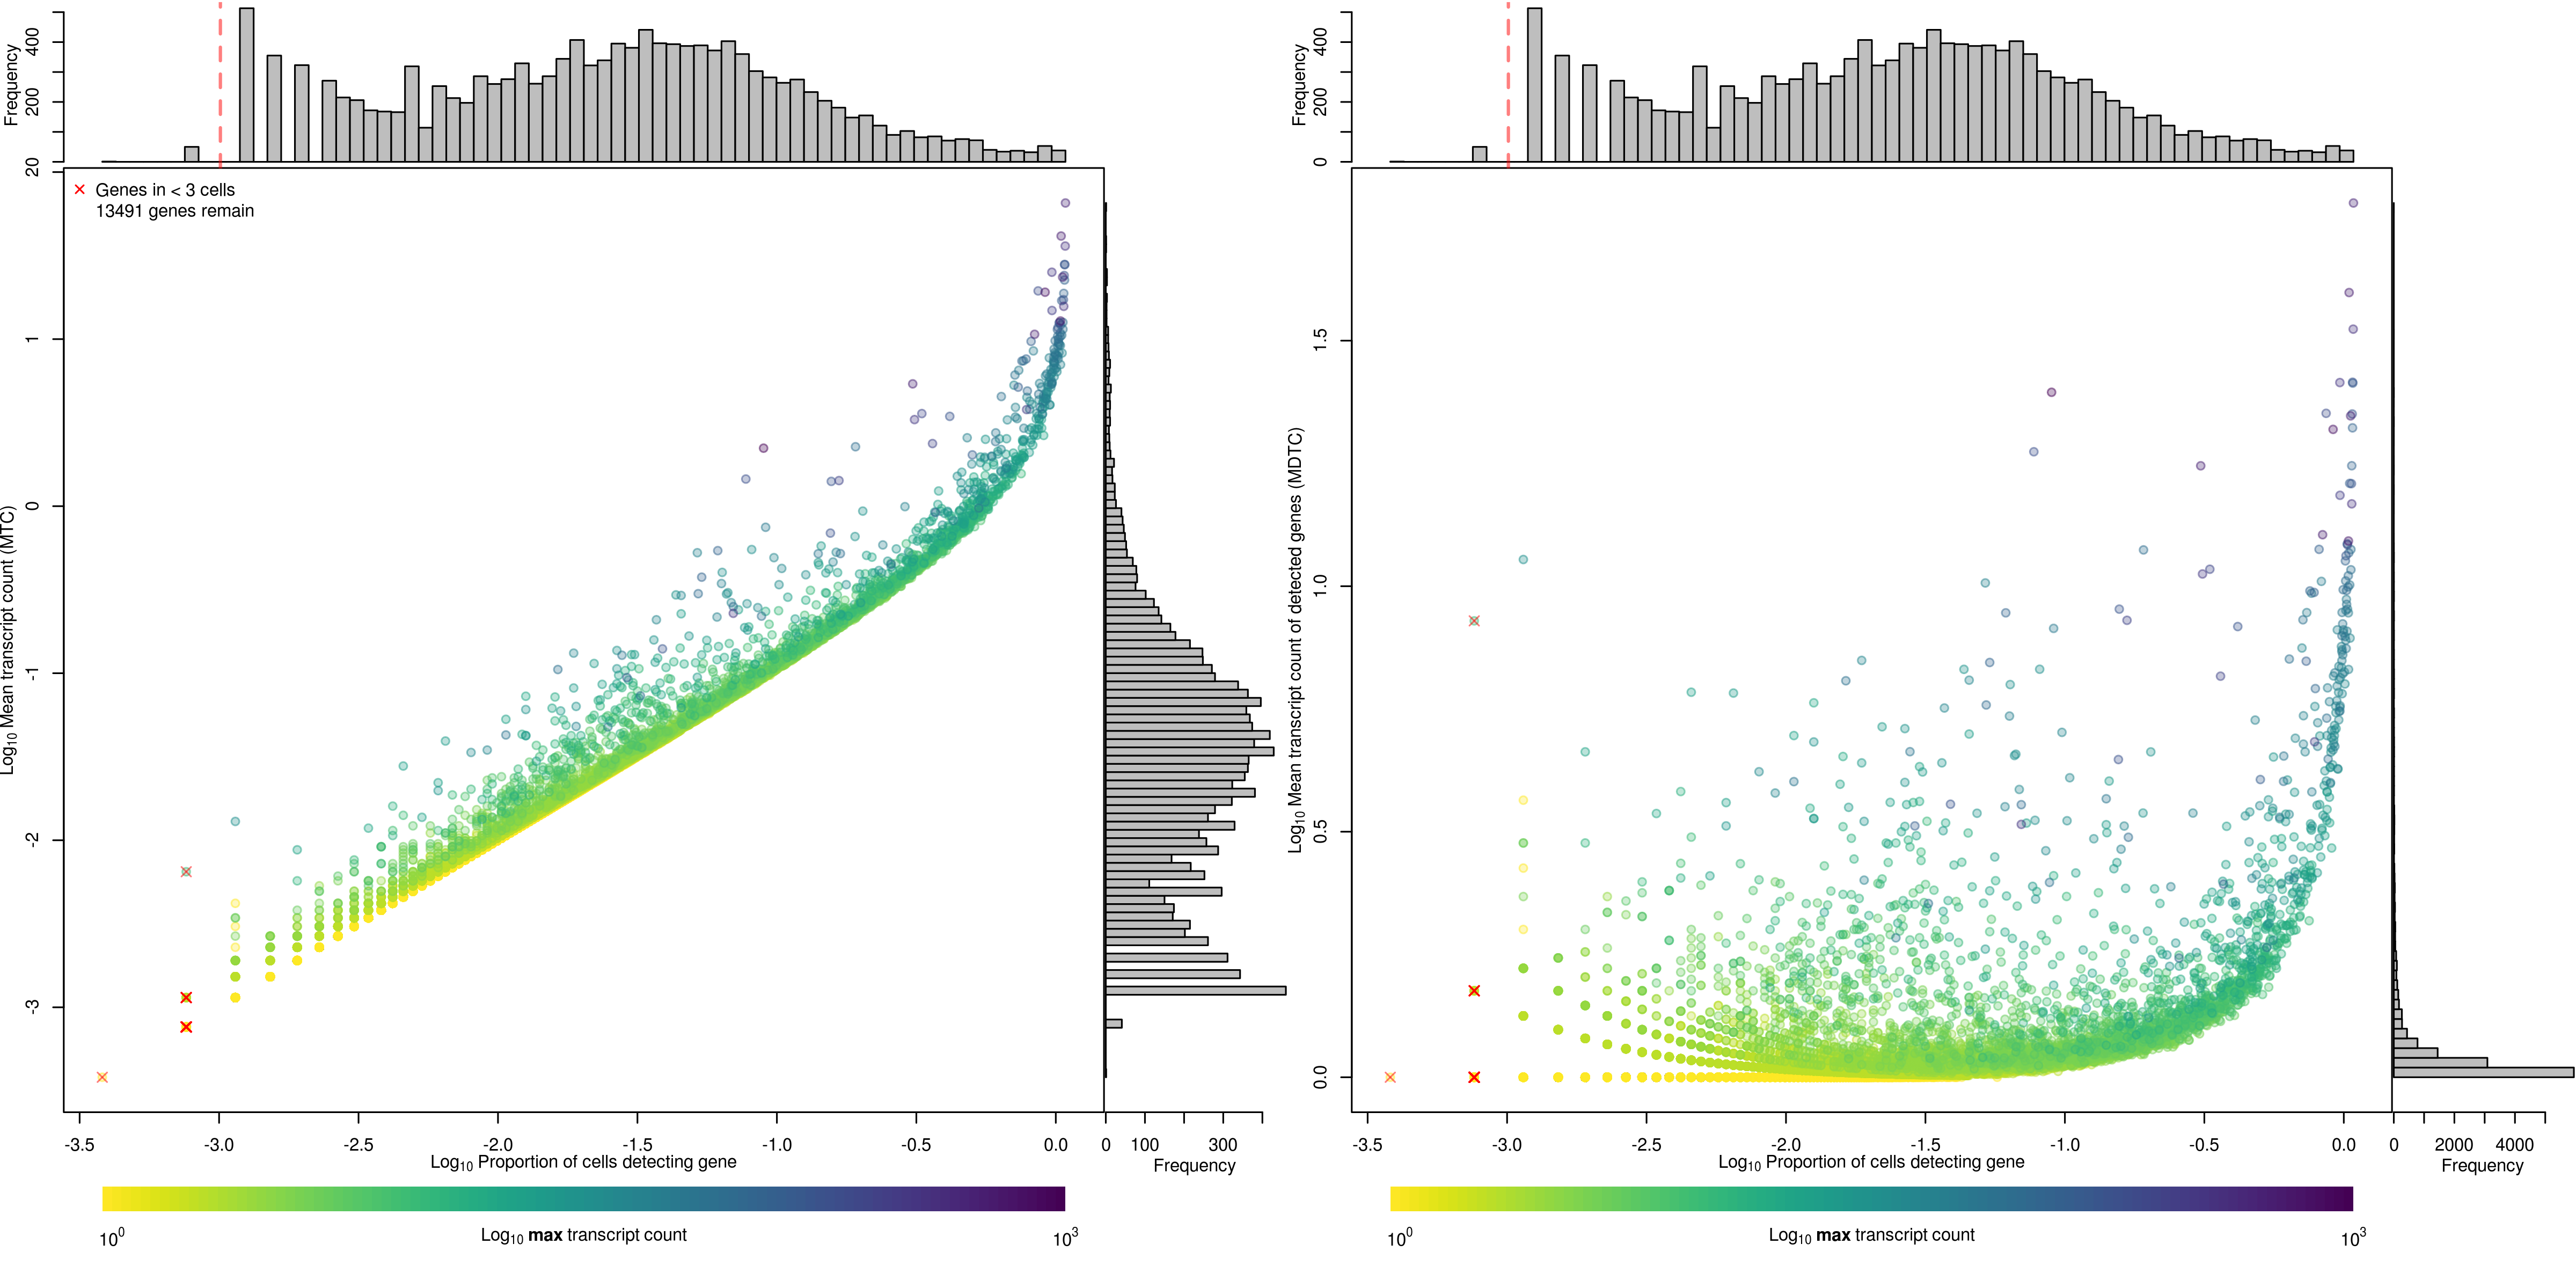 Frequency
0
200
400
Frequency
0
200
400
× Genes in < 3 cells
13491 genes remain
Log10 Mean transcript count (MTC)
2
1
0
-1
-2
-3
-3.5 -3.0 -2.5 -2.0 -1.5 -1.0 -0.5 0.0
Log10 Proportion of cells detecting gene
0 100 300
Frequency
Log10 Mean transcript count of detected genes (MDTC)
1.5
1.0
0.5
0.0
-3.5 -3.0 -2.5 -2.0 -1.5 -1.0 -0.5 0.0
Log10 Proportion of cells detecting gene
0 2000 4000
Frequency
10^0 Log10 max transcript count 10^3
10^0 Log10 max transcript count 10^3